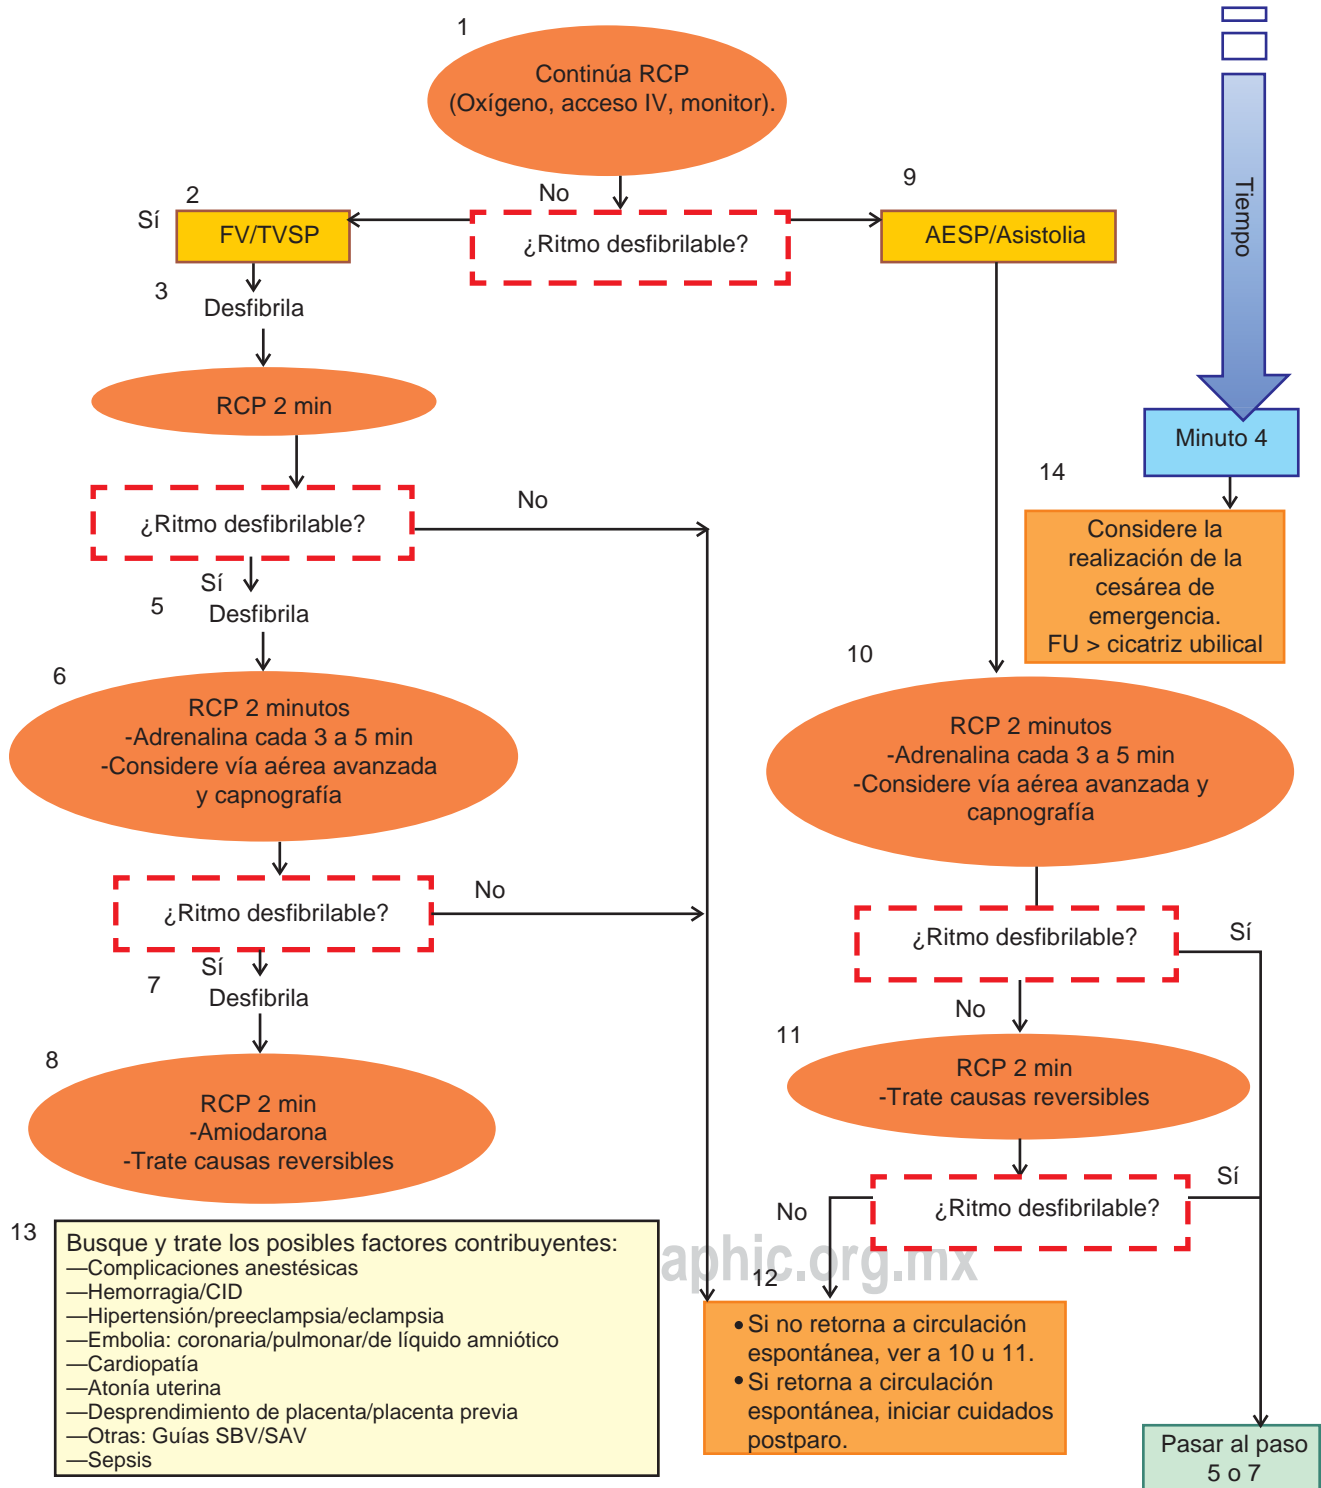 1
Continúa RCP
(Oxígeno, acceso IV, monitor).
No
2
Sí
FV/TVSP
¿Ritmo desfibrilable?
9
AESP/Asistolia
Tiempo
3
Desfibrila
RCP 2 min
Minuto 4
¿Ritmo desfibrilable?
No
14
Considere la
realización de la
cesárea de
emergencia.
FU > cicatriz ubilical
Sí
5
Desfibrila
6
RCP 2 minutos
-Adrenalina cada 3 a 5 min
-Considere vía aérea avanzada
y capnografía
10
RCP 2 minutos
-Adrenalina cada 3 a 5 min
-Considere vía aérea avanzada y
capnografía
¿Ritmo desfibrilable?
No
¿Ritmo desfibrilable?
Sí
Sí
7
Desfibrila
No
11
RCP 2 min
-Trate causas reversibles
8
RCP 2 min
-Amiodarona
-Trate causas reversibles
¿Ritmo desfibrilable?
Sí
No
13
Busque y trate los posibles factores contribuyentes:
—Complicaciones anestésicas
—Hemorragia/CID
—Hipertensión/preeclampsia/eclampsia
—Embolia: coronaria/pulmonar/de líquido amniótico
—Cardiopatía
—Atonía uterina
—Desprendimiento de placenta/placenta previa
—Otras: Guías SBV/SAV
—Sepsis
aphic.org.mx
12
• Si no retorna a circulación
espontánea, ver a 10 u 11.
• Si retorna a circulación
espontánea, iniciar cuidados
postparo.
Pasar al paso
5 o 7